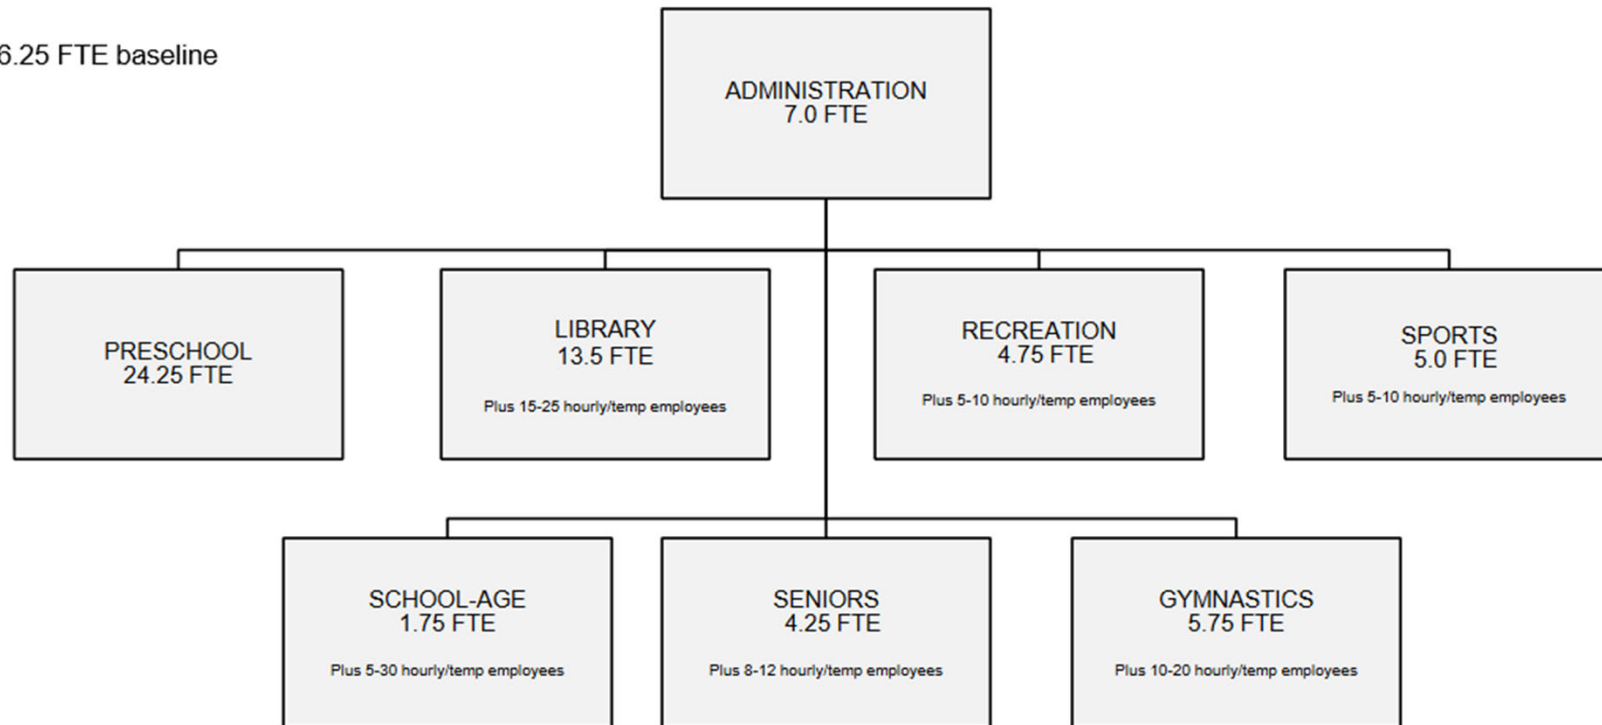 6.25 FTE baseline
ADMINISTRATION
7.0 FTE
PRESCHOOL
24.25 FTE
LIBRARY
13.5 FTE
Plus 15-25 hourly/temp employees
RECREATION
4.75 FTE
Plus 5-10 hourly/temp employees
SPORTS
5.0 FTE
Plus 5-10 hourly/temp employees
SCHOOL-AGE
1.75 FTE
Plus 5-30 hourly/temp employees
SENIORS
4.25 FTE
Plus 8-12 hourly/temp employees
GYMNASTICS
5.75 FTE
Plus 10-20 hourly/temp employees